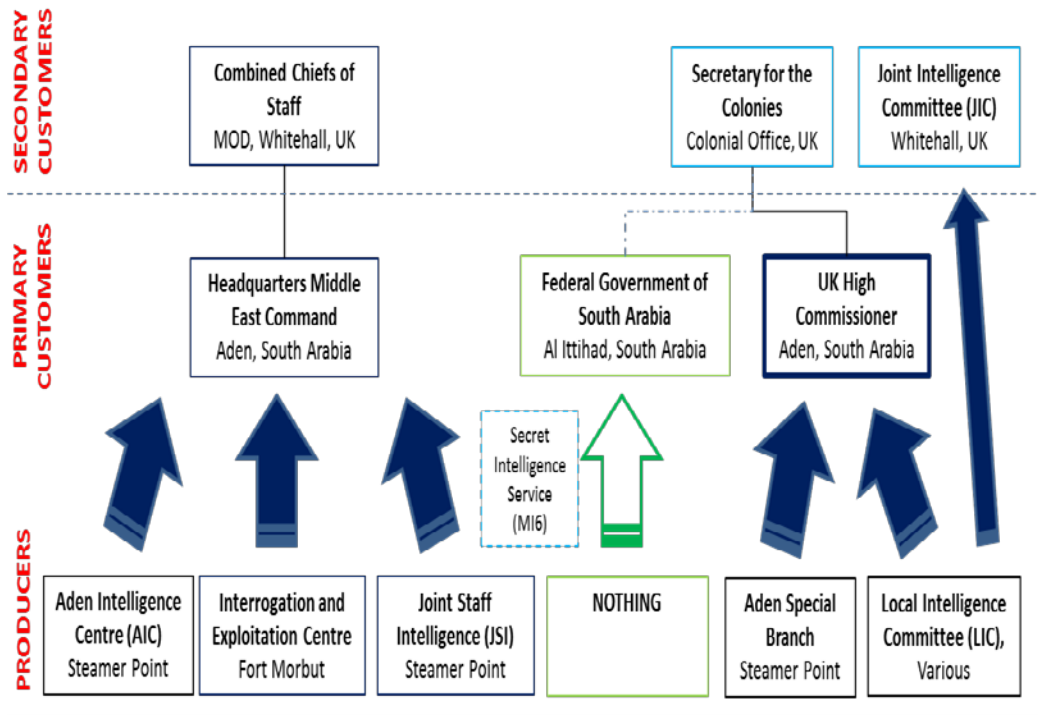 SECONDARY
CUSTOMERS
Combined Chiefs of
Staff
MOD, Whitehall, UK
Secretary for the
Colonies
Colonial Office, UK
Joint Intelligence
Committee (JIC)
Whitehall, UK
PRIMARY
CUSTOMERS
Headquarters Middle
East Command
Aden, South Arabia
Federal Government of
South Arabia
Al Ittihad, South Arabia
UK High
Commissioner
Aden, South Arabia
Secret
Intelligence
Service
(MI6)
PRODUCERS
Aden Intelligence
Centre (AIC)
Steamer Point
Interrogation and
Exploitation Centre
Fort Morbut
Joint Staff
Intelligence (JSI)
Steamer Point
NOTHING
Aden Special
Branch
Steamer Point
Local Intelligence
Committee (LIC),
Various